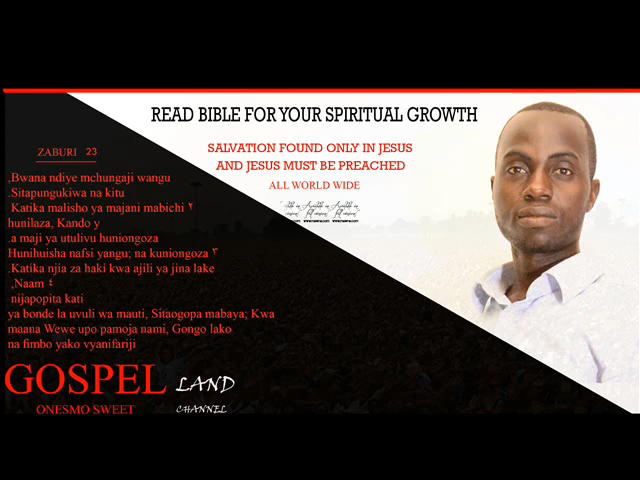 READ BIBLE FOR YOUR SPIRITUAL GROWTH
SALVATION FOUND ONLY IN JESUS
AND JESUS MUST BE PREACHED
ALL WORLD WIDE
ZABURI 23
,Bwana ndiye mchungaji wangu
.Sitapungukiwa na kitu
Katika malisho ya majani mabichi ٢
hunilaza, Kando y
.a maji ya utulivu huniongoza
Hunihuisha nafsi yangu; na kuniongoza ٣
.Katika njia za haki kwa ajili ya jina lake
,Naam ٤
nijapopita kati
ya bonde la uvuli wa mauti, Sitaogopa mabaya; Kwa
maana Wewe upo pamoja nami, Gongo lako
na fimbo yako vyanifariji
GOSPEL LAND
ONESMO SWEET CHANNEL